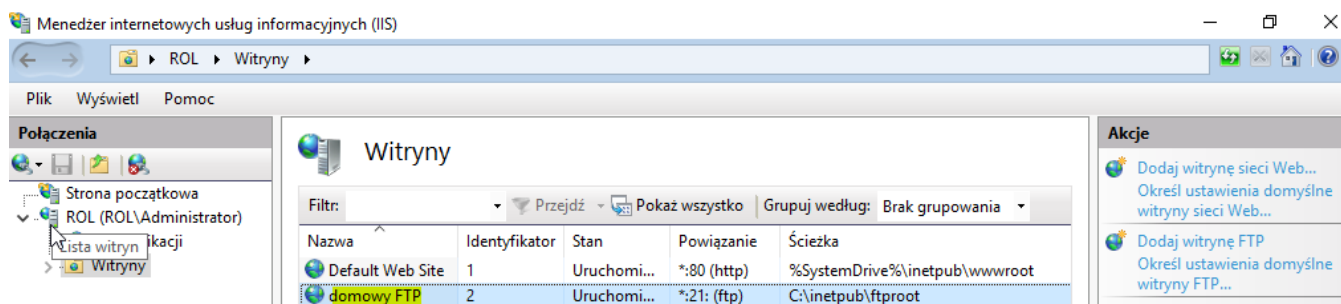 Menedżer internetowych usług informacyjnych (IIS)
ROL Witryny
Plik Wyświetl Pomoc
Połączenia
Strona początkowa
ROL (ROL\Administrator)
ikacji
Lista witryn
Witryny
Witryny
Filtr: Przejdź Pokaż wszystko Grupuj według: Brak grupowania
Nazwa Identyfikator Stan Powiązanie Ścieżka
Default Web Site 1 Uruchomi... *:80 (http) %SystemDrive%\inetpub\wwwroot
domowy FTP 2 Uruchomi... *:21: (ftp) C:\inetpub\ftproot
Akcje
Dodaj witrynę sieci Web...
Określ ustawienia domyślne
witryny sieci Web...
Dodaj witrynę FTP
Określ ustawienia domyślne
witryny FTP...